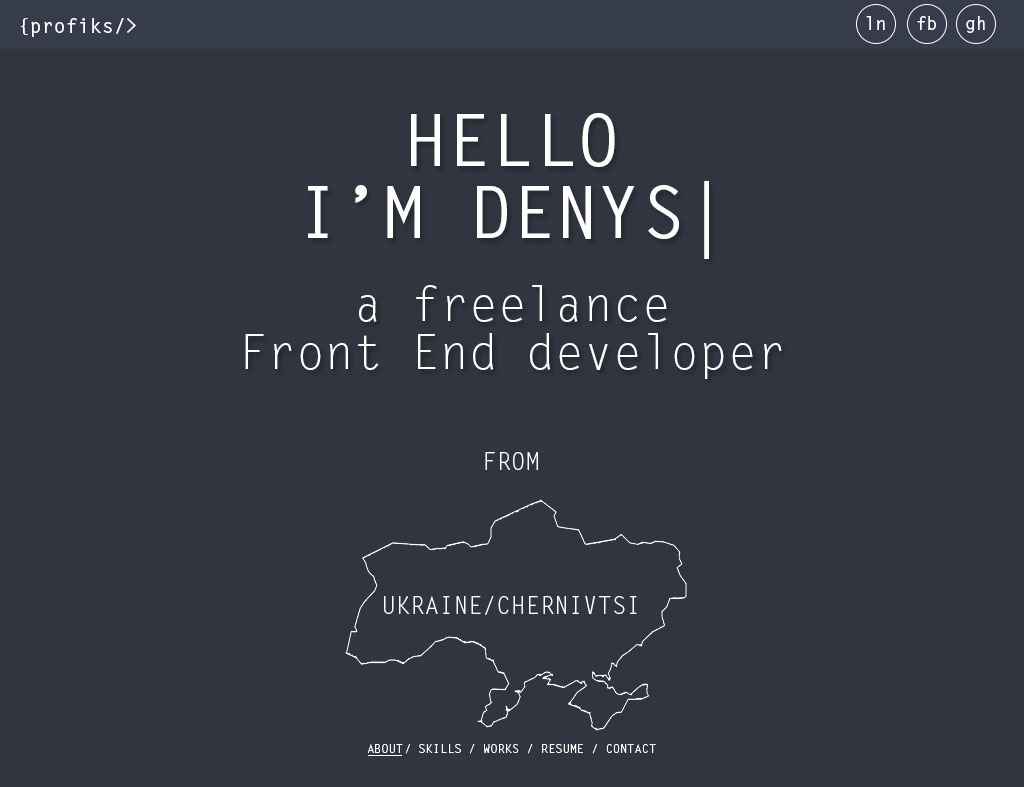 {profiks/>
ln fb gh
HELLO
I’M DENYS|
a freelance
Front End developer
FROM
UKRAINE/CHERNIVTSI
ABOUT/ SKILLS / WORKS / RESUME / CONTACT